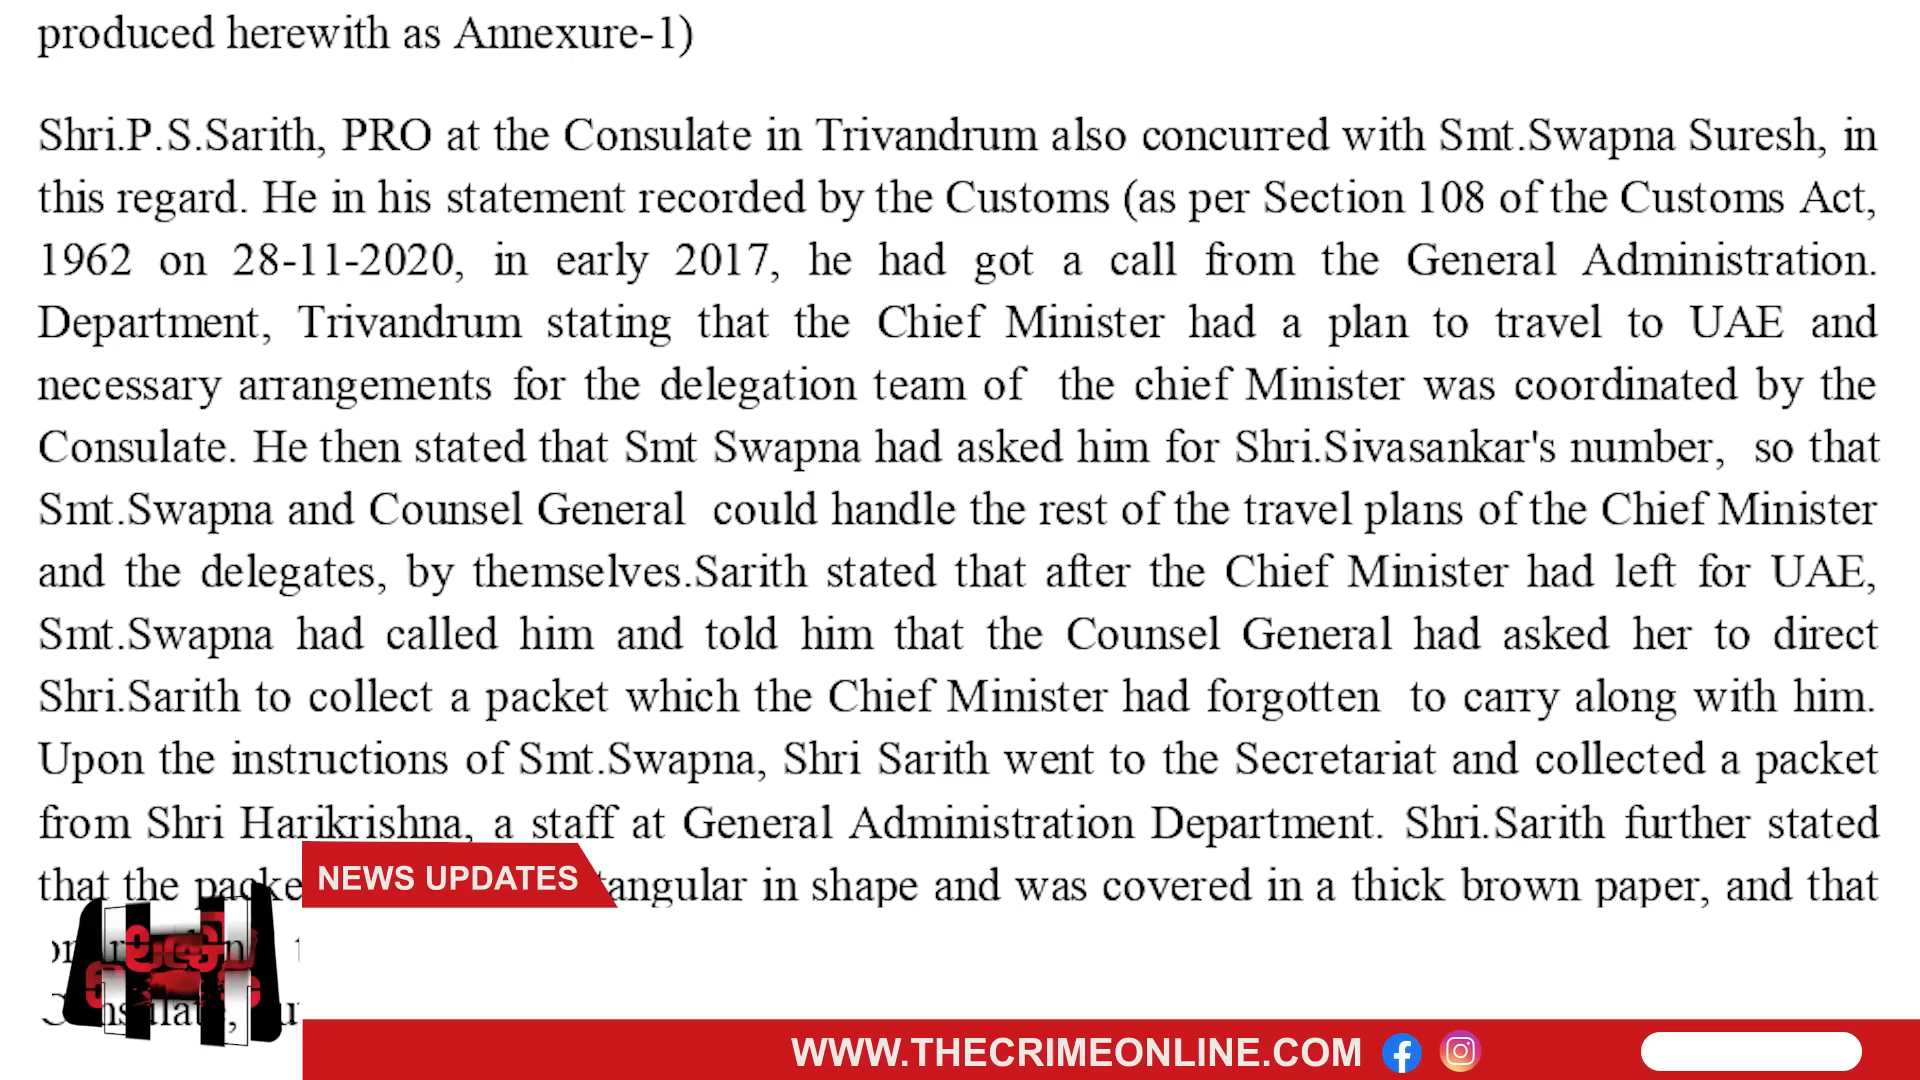 produced herewith as Annexure-1)
Shri.P.S.Sarith, PRO at the Consulate in Trivandrum also concurred with Smt.Swapna Suresh, in
this regard. He in his statement recorded by the Customs (as per Section 108 of the Customs Act,
1962 on 28-11-2020, in early 2017, he had got a call from the General Administration.
Department, Trivandrum stating that the Chief Minister had a plan to travel to UAE and
necessary arrangements for the delegation team of the chief Minister was coordinated by the
Consulate. He then stated that Smt Swapna had asked him for Shri.Sivasankar's number, so that
Smt.Swapna and Counsel General could handle the rest of the travel plans of the Chief Minister
and the delegates, by themselves.Sarith stated that after the Chief Minister had left for UAE,
Smt.Swapna had called him and told him that the Counsel General had asked her to direct
Shri.Sarith to collect a packet which the Chief Minister had forgotten to carry along with him.
Upon the instructions of Smt.Swapna, Shri Sarith went to the Secretariat and collected a packet
from Shri Harikrishna, a staff at General Administration Department. Shri.Sarith further stated
that the in shape and was covered in a thick brown paper, and that
NEWS UPDATES
WWW.THECRIMEONLINE.COM